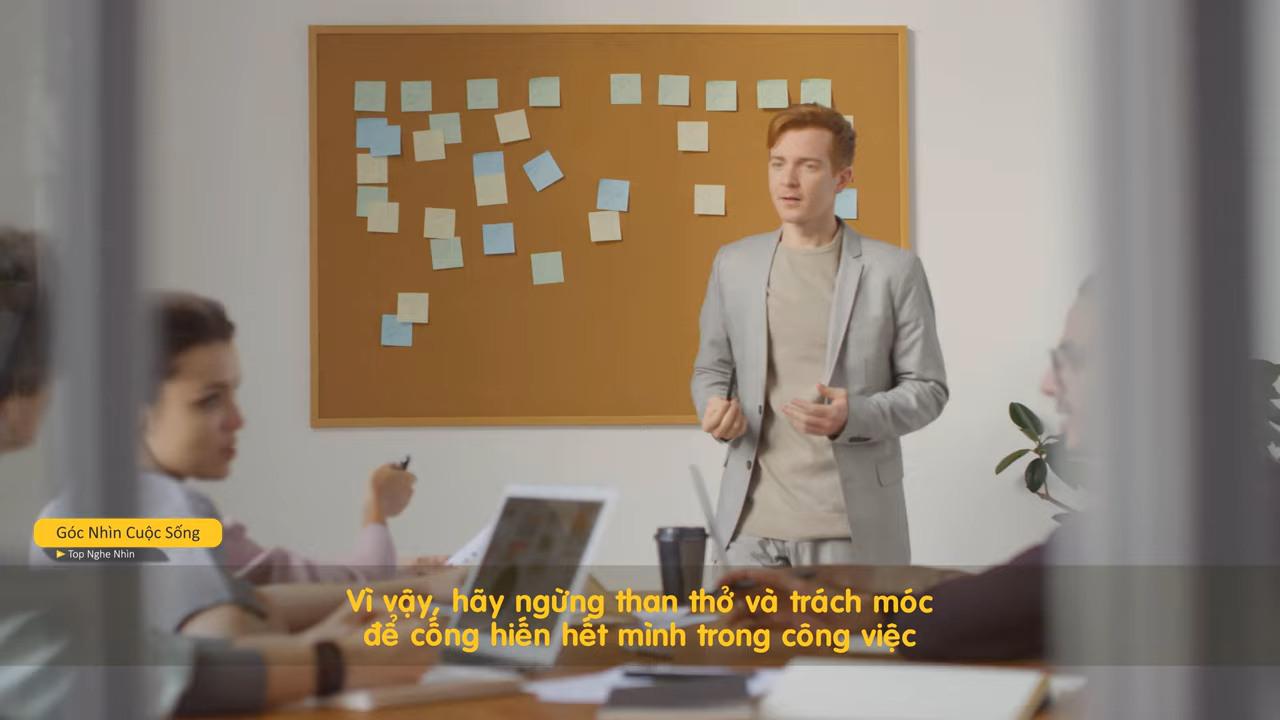 Góc Nhìn Cuộc Sống
Top Nghe Nhìn
Vì vậy, hãy ngừng than thở và trách móc
để cống hiến hết mình trong công việc